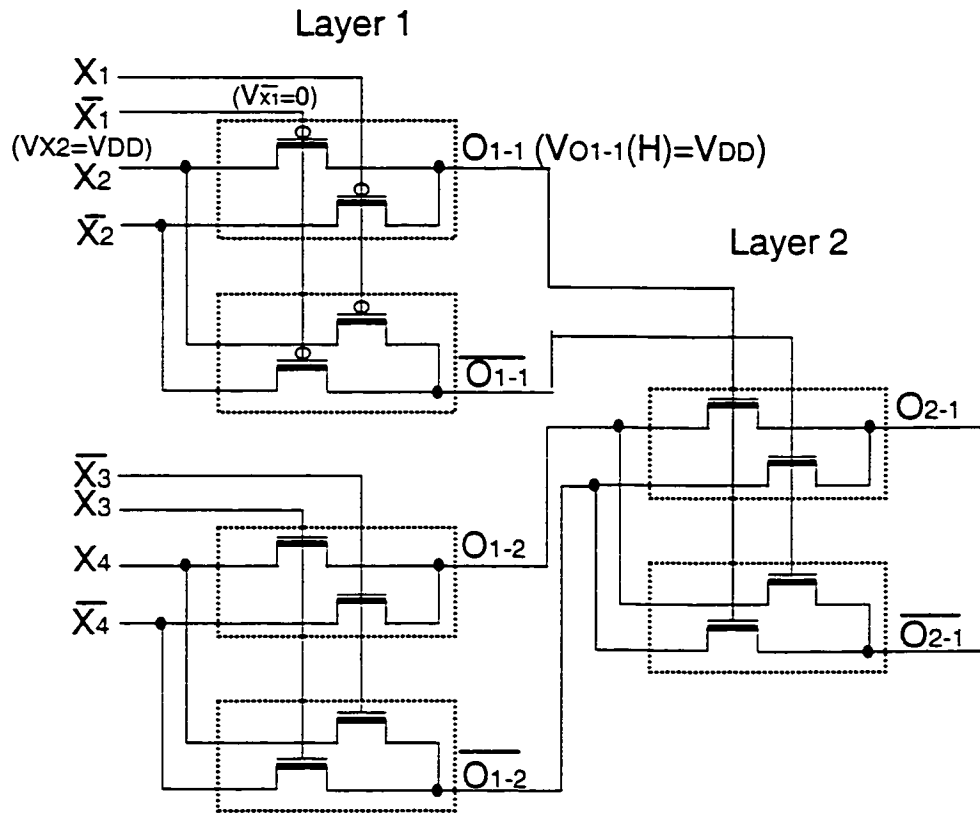 Layer 1
X1
X̅1
(VX̅1=0)
(VX2=VDD)
X2
X̅2
O1-1 (VO1-1(H)=VDD)
O̅1̅-̅1̅
Layer 2
X̅3
X3
X4
X̅4
O1-2
O̅1̅-̅2̅
O2-1
O̅2̅-̅1̅